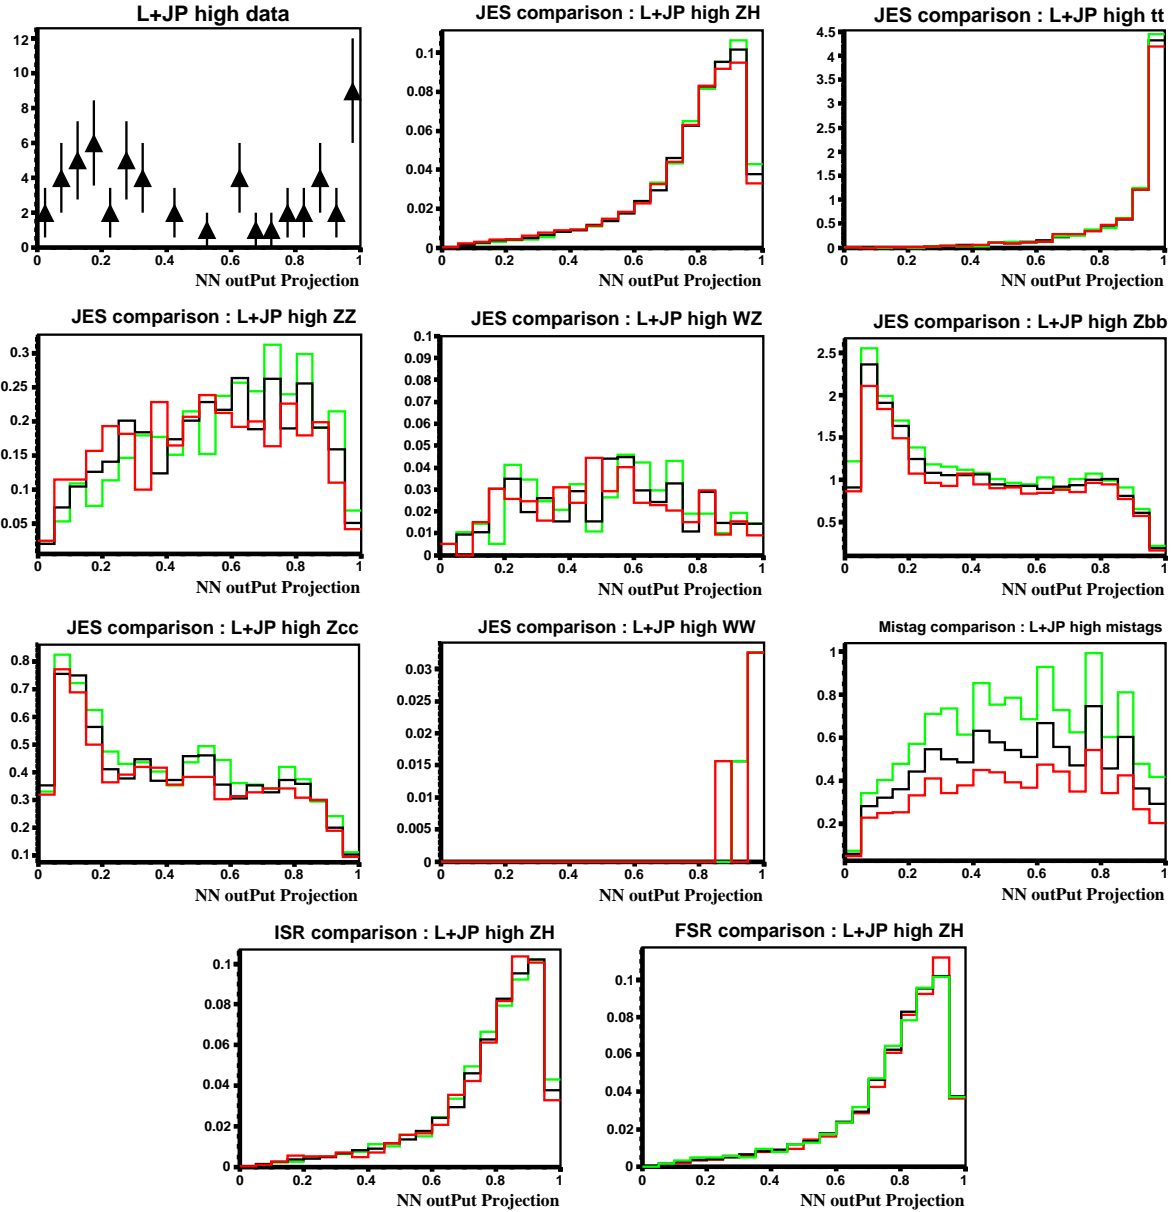 L+JP high data
12
10
8
6
4
2
0
0 0.2 0.4 0.6 0.8 1
NN outPut Projection
JES comparison : L+JP high ZH
0.1
0.08
0.06
0.04
0.02
0
0 0.2 0.4 0.6 0.8 1
NN outPut Projection
JES comparison : L+JP high tt
4.5
4
3.5
3
2.5
2
1.5
1
0.5
0
0 0.2 0.4 0.6 0.8 1
NN outPut Projection
JES comparison : L+JP high ZZ
0.3
0.25
0.2
0.15
0.1
0.05
0 0.2 0.4 0.6 0.8 1
NN outPut Projection
JES comparison : L+JP high WZ
0.1
0.09
0.08
0.07
0.06
0.05
0.04
0.03
0.02
0.01
0
0 0.2 0.4 0.6 0.8 1
NN outPut Projection
JES comparison : L+JP high Zbb
2.5
2
1.5
1
0.5
0 0.2 0.4 0.6 0.8 1
NN outPut Projection
JES comparison : L+JP high Zcc
0.8
0.7
0.6
0.5
0.4
0.3
0.2
0.1
0 0.2 0.4 0.6 0.8 1
NN outPut Projection
JES comparison : L+JP high WW
0.03
0.025
0.02
0.015
0.01
0.005
0
0 0.2 0.4 0.6 0.8 1
NN outPut Projection
Mistag comparison : L+JP high mistags
1
0.8
0.6
0.4
0.2
0 0.2 0.4 0.6 0.8 1
NN outPut Projection
ISR comparison : L+JP high ZH
0.1
0.08
0.06
0.04
0.02
0
0 0.2 0.4 0.6 0.8 1
NN outPut Projection
FSR comparison : L+JP high ZH
0.1
0.08
0.06
0.04
0.02
0
0 0.2 0.4 0.6 0.8 1
NN outPut Projection